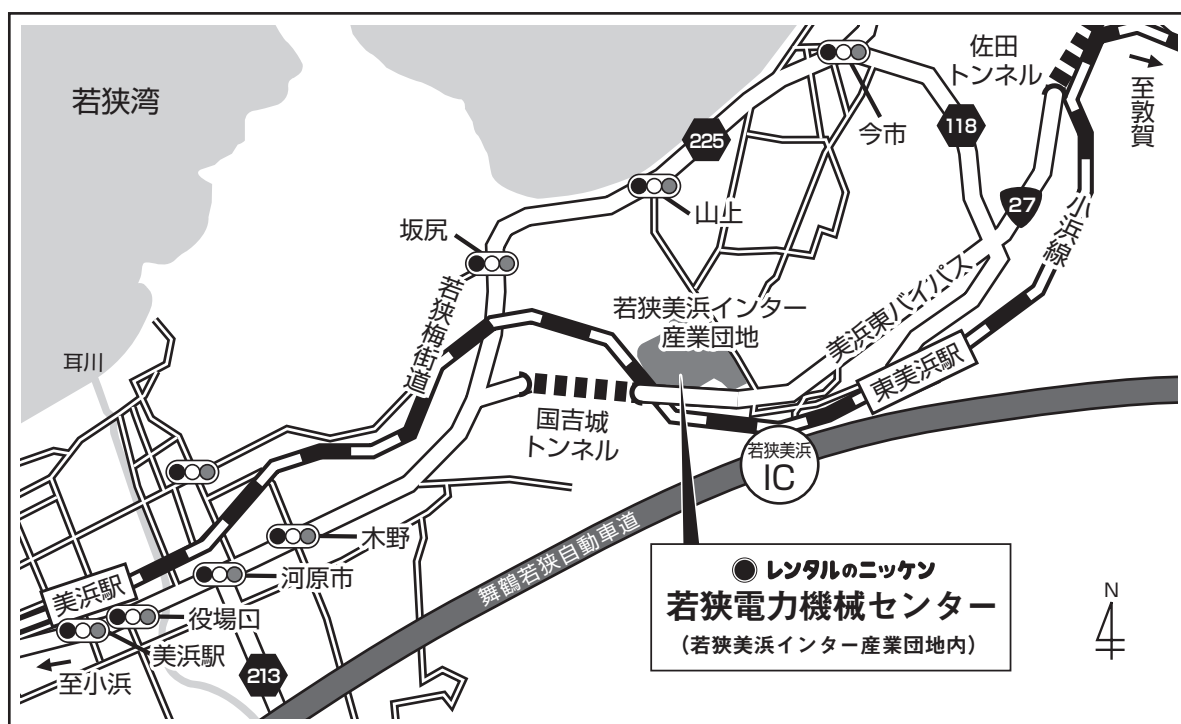 若狭湾
佐田
トンネル
至敦賀
今市
118
225
27
山上
小浜線
坂尻
若狭梅街道
若狭美浜インター
産業団地
美浜東バイパス
東美浜駅
耳川
国吉城
トンネル
若狭美浜
IC
舞鶴若狭自動車道
木野
河原市
美浜駅
役場口
美浜駅
至小浜
213
レンタルのニッケン
若狭電力機械センター
(若狭美浜インター産業団地内)
N